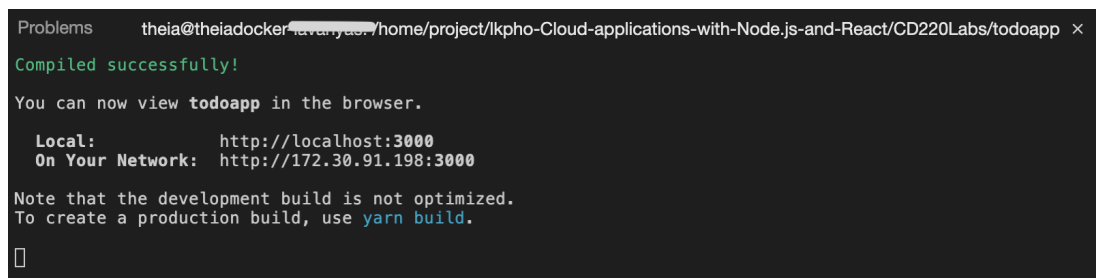 Problems theia@theiadocker- /home/project/lkpho-Cloud-applications-with-Node.js-and-React/CD220Labs/todoapp ×
Compiled successfully!
You can now view todoapp in the browser.
Local: http://localhost:3000
On Your Network: http://172.30.91.198:3000
Note that the development build is not optimized.
To create a production build, use yarn build.